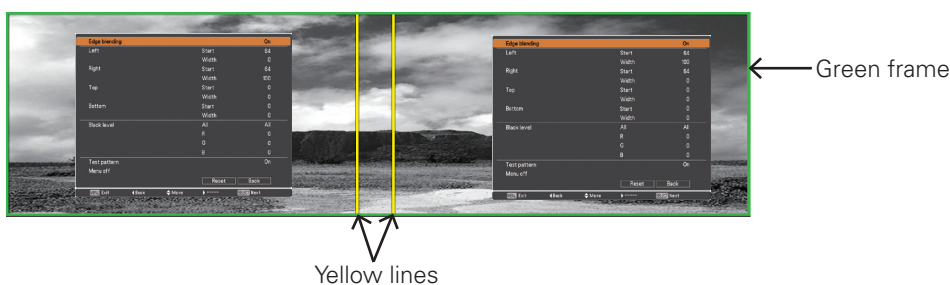 Edge blending On
Left Start 64
Width 0
Right Start 64
Width 100
Top Start 0
Width 0
Bottom Start 0
Width 0
Black level All All
R 0
G 0
B 0
Test pattern On
Menu off
Reset Back
Exit Back Move Next
Edge blending On
Left Start 64
Width 100
Right Start 64
Width 0
Top Start 0
Width 0
Bottom Start 0
Width 0
Black level All All
R 0
G 0
B 0
Test pattern On
Menu off
Reset Back
Exit Back Move Next
Green frame
Yellow lines